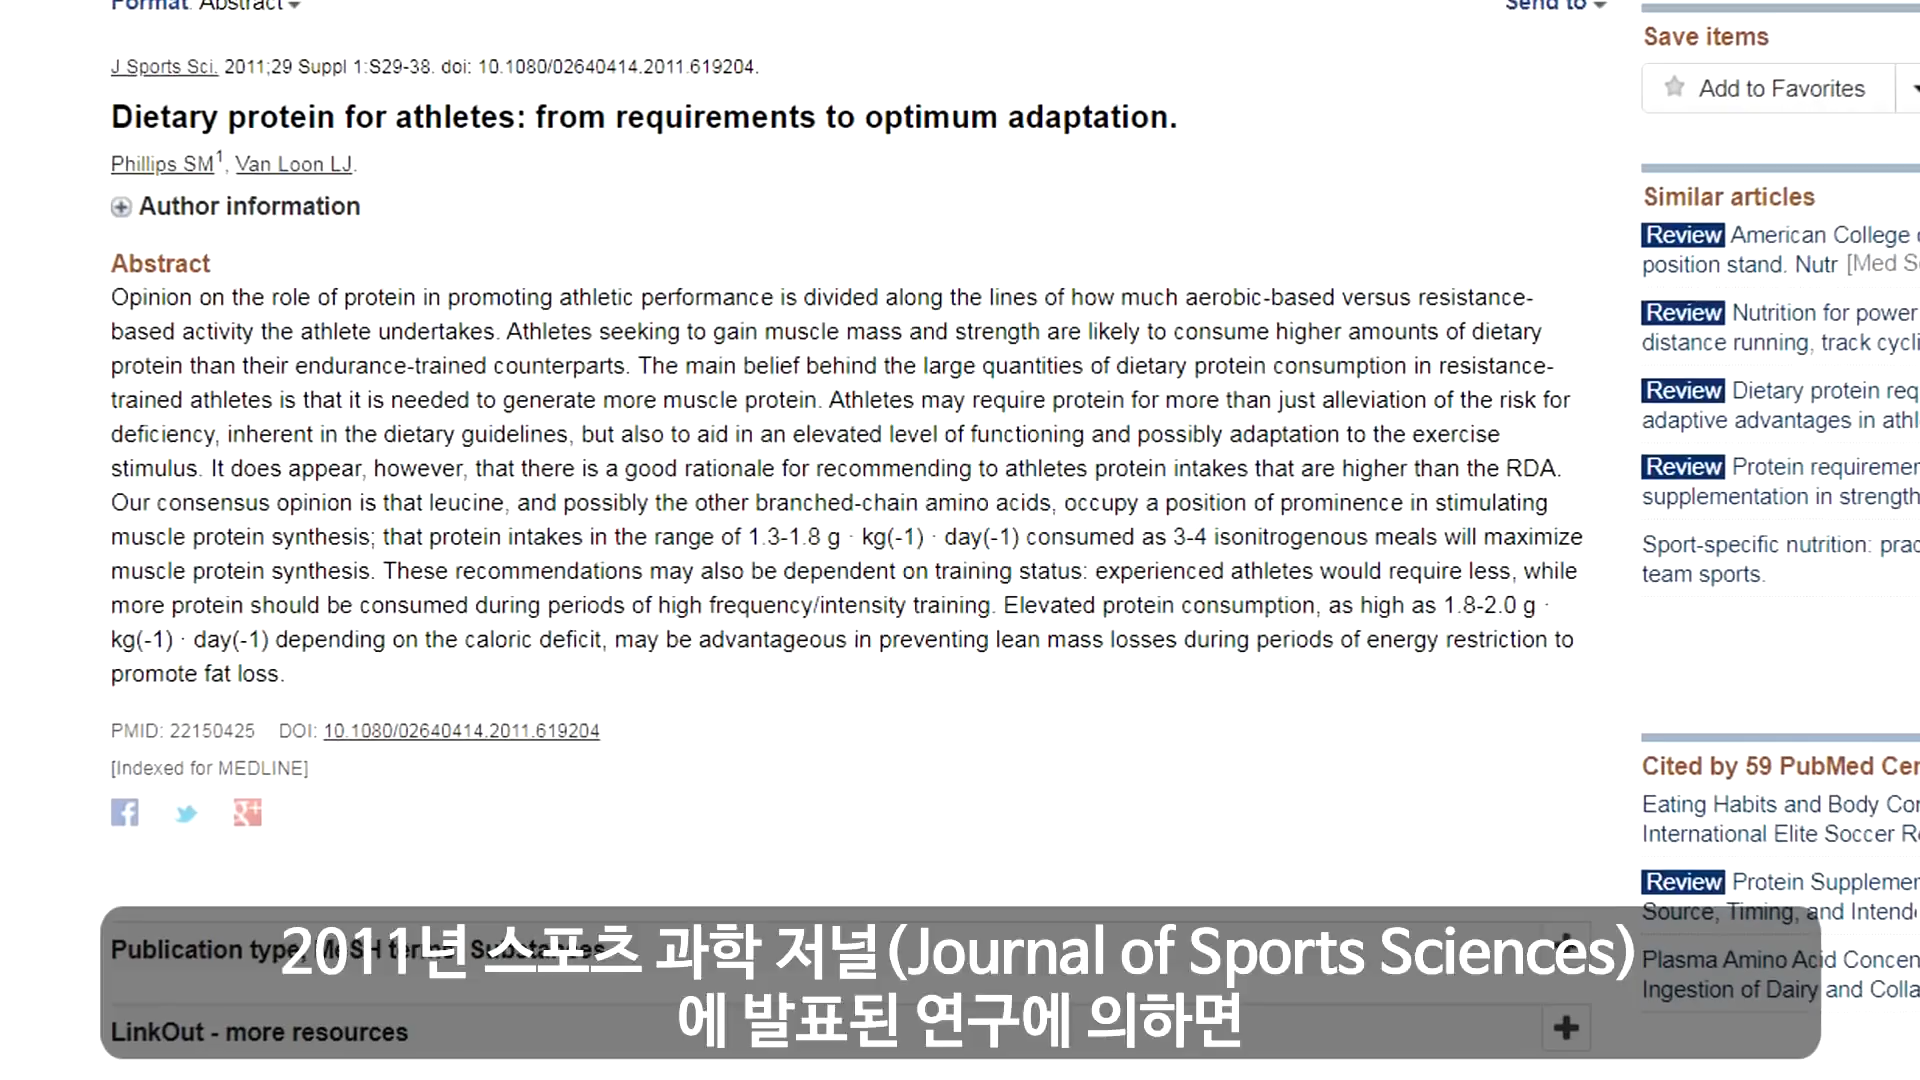 Format: Abstract
Send to
J Sports Sci. 2011;29 Suppl 1:S29-38. doi: 10.1080/02640414.2011.619204.
Dietary protein for athletes: from requirements to optimum adaptation.
Phillips SM1, Van Loon LJ.
Author information
Abstract
Opinion on the role of protein in promoting athletic performance is divided along the lines of how much aerobic-based versus resistance-
based activity the athlete undertakes. Athletes seeking to gain muscle mass and strength are likely to consume higher amounts of dietary
protein than their endurance-trained counterparts. The main belief behind the large quantities of dietary protein consumption in resistance-
trained athletes is that it is needed to generate more muscle protein. Athletes may require protein for more than just alleviation of the risk for
deficiency, inherent in the dietary guidelines, but also to aid in an elevated level of functioning and possibly adaptation to the exercise
stimulus. It does appear, however, that there is a good rationale for recommending to athletes protein intakes that are higher than the RDA.
Our consensus opinion is that leucine, and possibly the other branched-chain amino acids, occupy a position of prominence in stimulating
muscle protein synthesis; that protein intakes in the range of 1.3-1.8 g · kg(-1) · day(-1) consumed as 3-4 isonitrogenous meals will maximize
muscle protein synthesis. These recommendations may also be dependent on training status: experienced athletes would require less, while
more protein should be consumed during periods of high frequency/intensity training. Elevated protein consumption, as high as 1.8-2.0 g ·
kg(-1) · day(-1) depending on the caloric deficit, may be advantageous in preventing lean mass losses during periods of energy restriction to
promote fat loss.
PMID: 22150425 DOI: 10.1080/02640414.2011.619204
[Indexed for MEDLINE]
Publication type, MeSH terms, Substances
LinkOut - more resources
2011년 스포츠 과학 저널(Journal of Sports Sciences)
에 발표된 연구에 의하면
Save items
Add to Favorites
Similar articles
Review American College
position stand. Nutr [Med S
Review Nutrition for power
distance running, track cycli
Review Dietary protein req
adaptive advantages in athl
Review Protein requiremen
supplementation in strength
Sport-specific nutrition: prac
team sports.
Cited by 59 PubMed Cen
Eating Habits and Body Con
International Elite Soccer Re
Review Protein Supplemen
Source, Timing, and Intende
Plasma Amino Acid Concen
Ingestion of Dairy and Colla